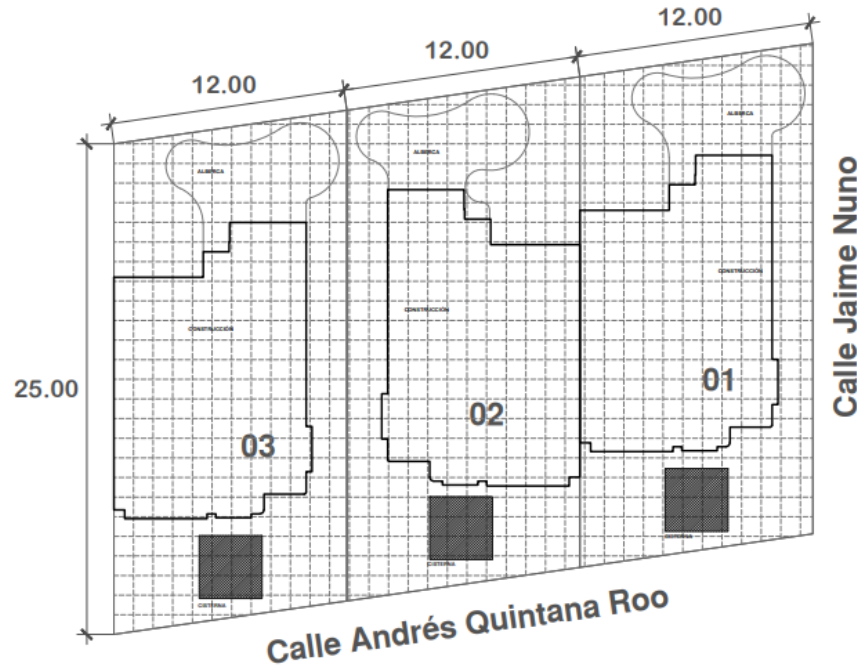 12.00
12.00
12.00
ALBERCA
ALBERCA
ALBERCA
Calle Jaime Nuno
CONSTRUCCIÓN
CONSTRUCCIÓN
CONSTRUCCIÓN
25.00
01
02
03
CISTERNA
CISTERNA
CISTERNA
Calle Andrés Quintana Roo